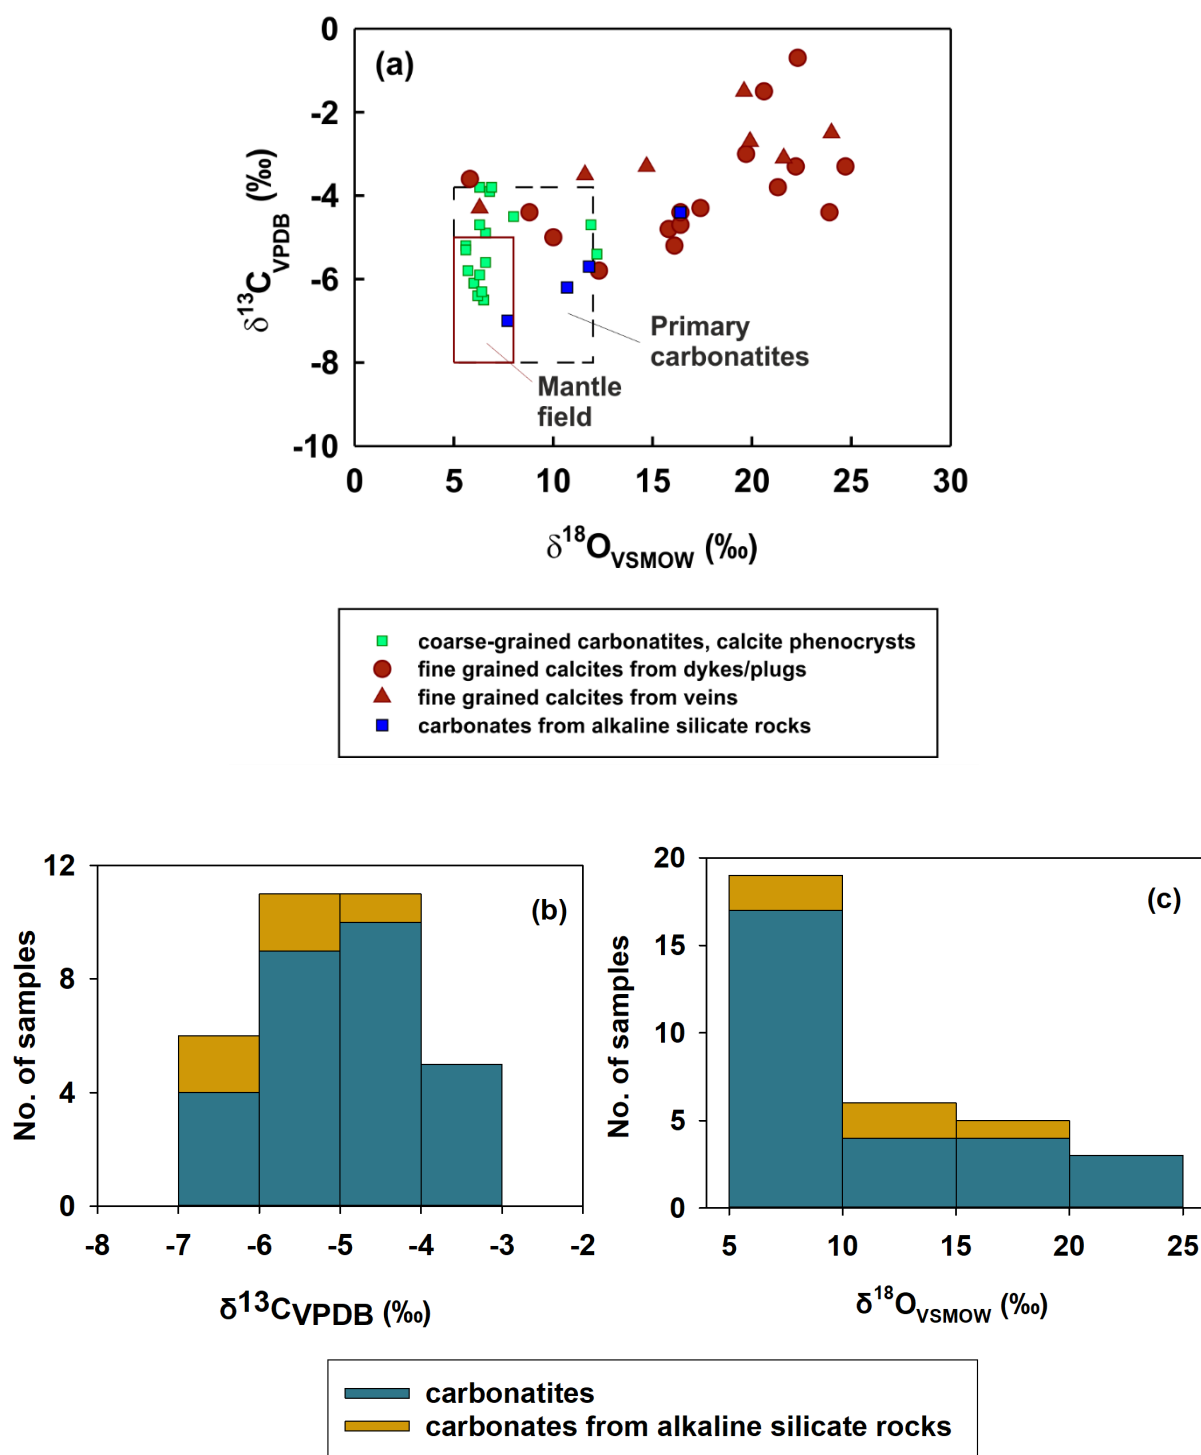 (a)
0
-2
-4
-6
-8
-10
δ13CVPDB (‰)
Primary
carbonatites
Mantle
field
0 5 10 15 20 25 30
δ18OVSMOW (‰)
coarse-grained carbonatites, calcite phenocrysts
fine grained calcites from dykes/plugs
fine grained calcites from veins
carbonates from alkaline silicate rocks
(b)
12
8
4
0
No. of samples
-8 -7 -6 -5 -4 -3 -2
δ13CVPDB (‰)
(c)
20
15
10
5
0
No. of samples
5 10 15 20 25
δ18OVSMOW (‰)
carbonatites
carbonates from alkaline silicate rocks